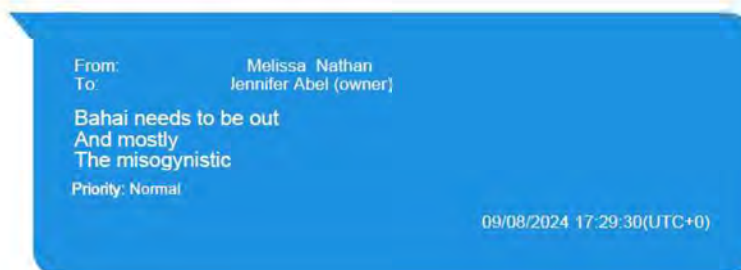 From: Melissa Nathan
To: Jennifer Abel (owner)
Bahai needs to be out
And mostly
The misogynistic
Priority: Normal
09/08/2024 17:29:30(UTC+0)